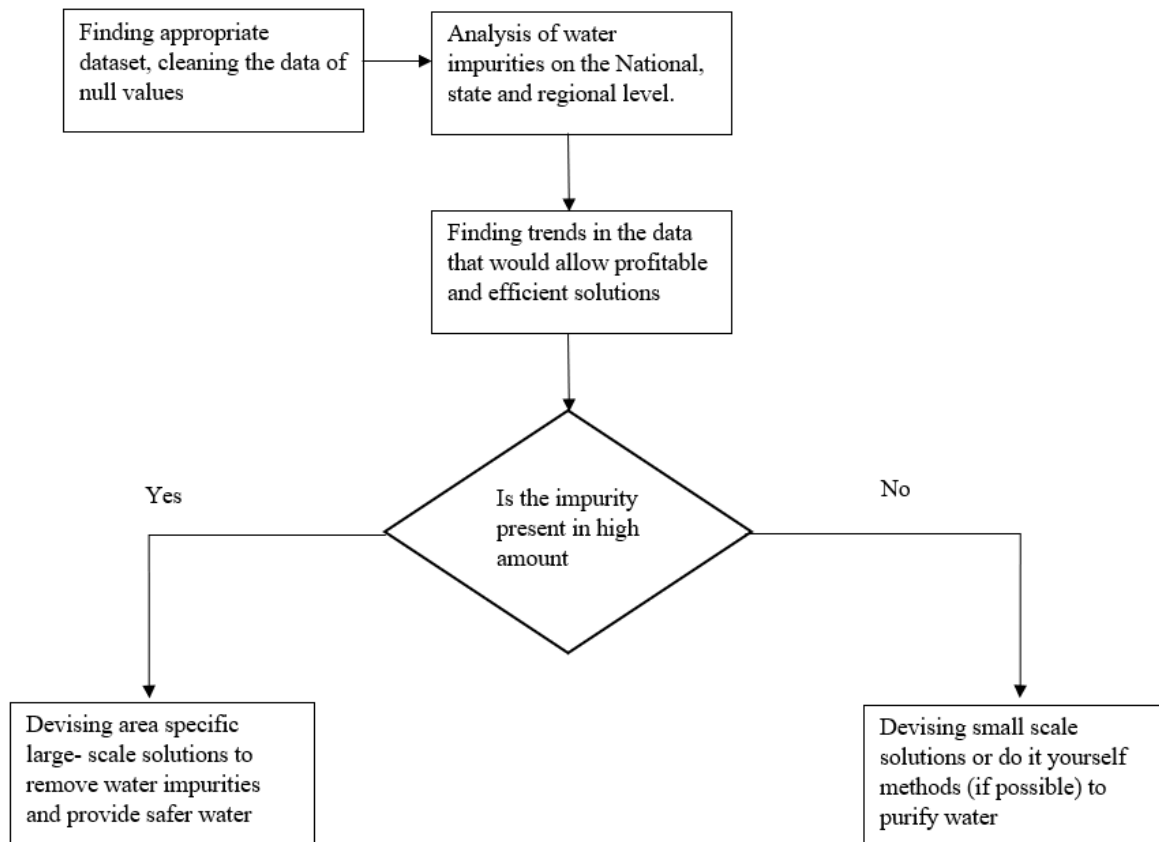 Finding appropriate
dataset, cleaning the data of
null values
Analysis of water
impurities on the National,
state and regional level.
Finding trends in the data
that would allow profitable
and efficient solutions
Is the impurity
present in high
amount
Yes
No
Devising area specific
large- scale solutions to
remove water impurities
and provide safer water
Devising small scale
solutions or do it yourself
methods (if possible) to
purify water